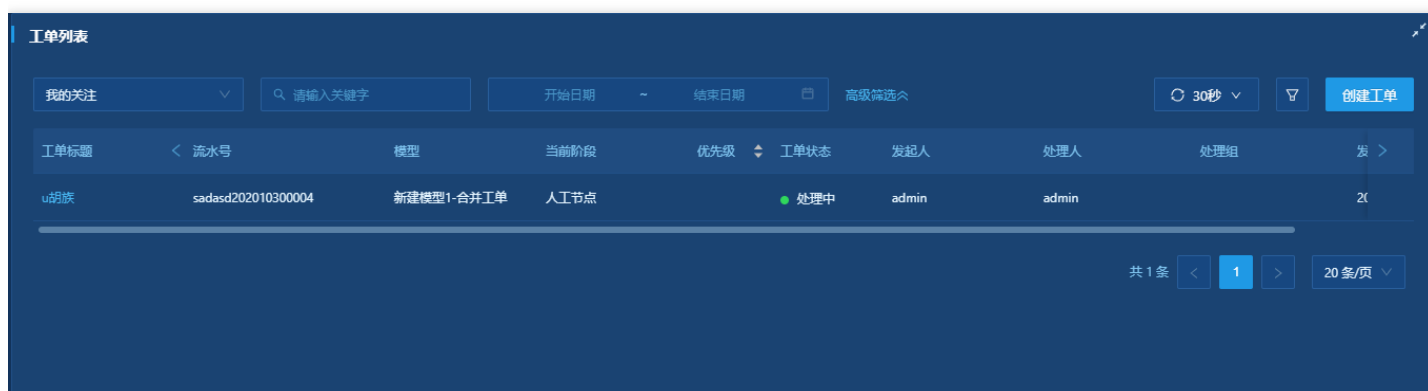 工单列表
我的关注 请输入关键字 开始日期 ~ 结束日期 高级筛选 30秒 创建工单
工单标题 流水号 模型 当前阶段 优先级 工单状态 发起人 处理人 处理组 发
u胡族 sadasd202010300004 新建模型1-合并工单 人工节点 处理中 admin admin 20
共1条 < 1 > 20条/页